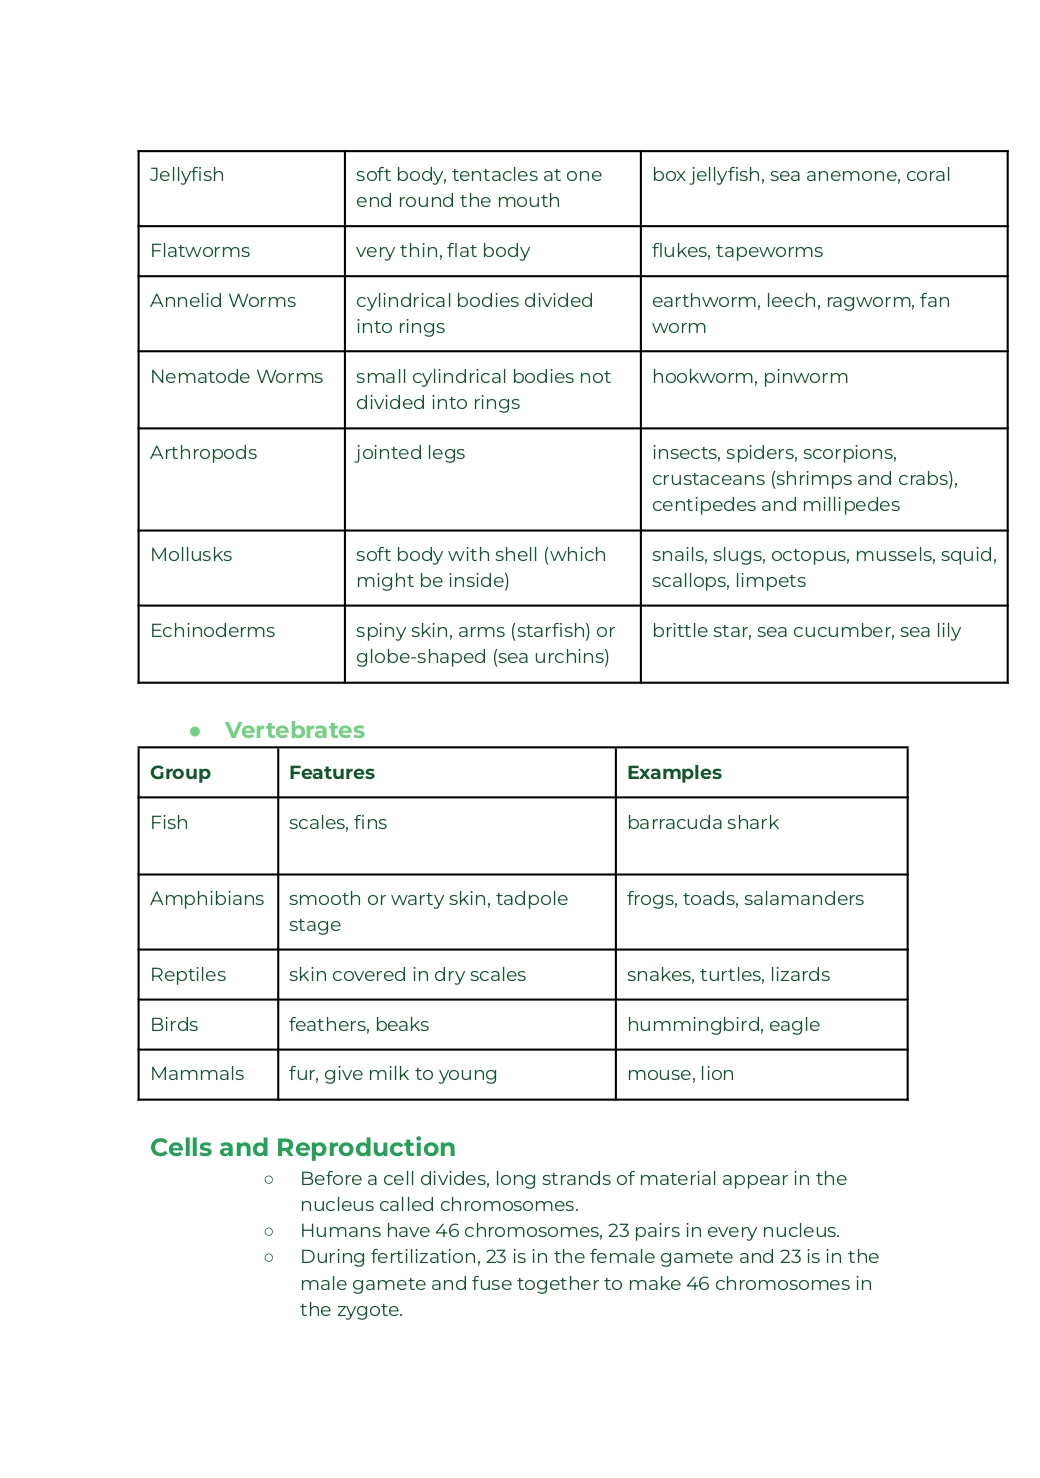 Jellyfish
soft body, tentacles at one
end round the mouth
box jellyfish, sea anemone, coral
Flatworms
very thin, flat body
flukes, tapeworms
Annelid Worms
cylindrical bodies divided
into rings
earthworm, leech, ragworm, fan
worm
Nematode Worms
small cylindrical bodies not
divided into rings
hookworm, pinworm
Arthropods
jointed legs
insects, spiders, scorpions,
crustaceans (shrimps and crabs),
centipedes and millipedes
Mollusks
soft body with shell (which
might be inside)
snails, slugs, octopus, mussels, squid,
scallops, limpets
Echinoderms
spiny skin, arms (starfish) or
globe-shaped (sea urchins)
brittle star, sea cucumber, sea lily
● Vertebrates
Group
Features
Examples
Fish
scales, fins
barracuda shark
Amphibians
smooth or warty skin, tadpole
stage
frogs, toads, salamanders
Reptiles
skin covered in dry scales
snakes, turtles, lizards
Birds
feathers, beaks
hummingbird, eagle
Mammals
fur, give milk to young
mouse, lion
Cells and Reproduction
○ Before a cell divides, long strands of material appear in the
nucleus called chromosomes.
○ Humans have 46 chromosomes, 23 pairs in every nucleus.
○ During fertilization, 23 is in the female gamete and 23 is in the
male gamete and fuse together to make 46 chromosomes in
the zygote.